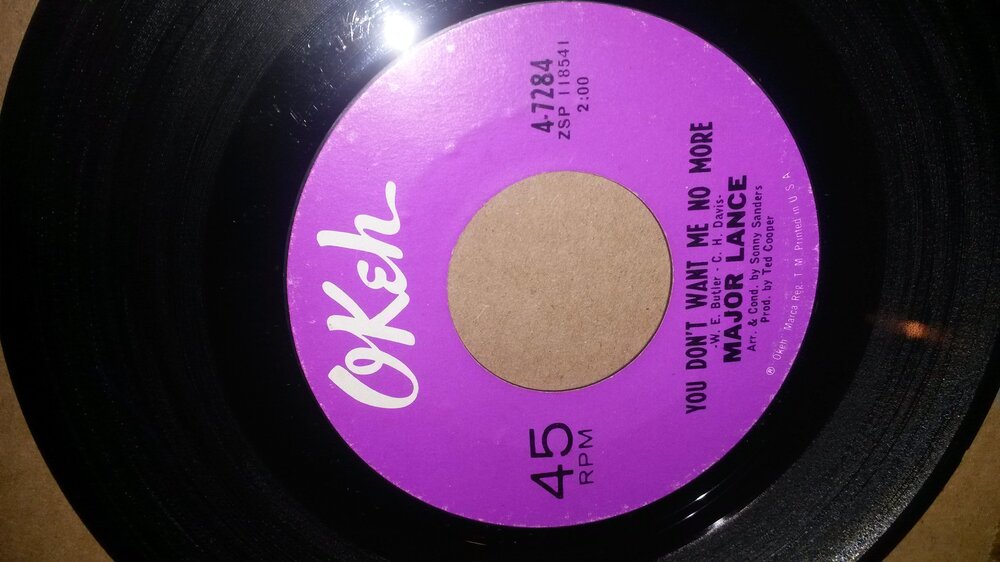 OKeh
45
RPM
4-7284
ZSP 118541
2:00
YOU DON'T WANT ME NO MORE
-W. E. Butler - C. H. Davis-
MAJOR LANCE
Arr. & Cond. by Sonny Sanders
Prod. by Ted Cooper
® "Okeh" Marca Reg. T. M. Printed in U S A